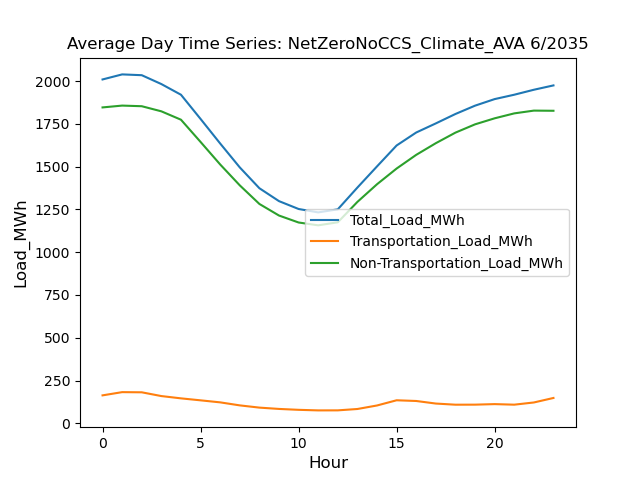 Average Day Time Series: NetZeroNoCCS_Climate_AVA 6/2035
2000
1750
1500
1250
1000
750
500
250
0
Load_MWh
Total_Load_MWh
Transportation_Load_MWh
Non-Transportation_Load_MWh
0 5 10 15 20
Hour